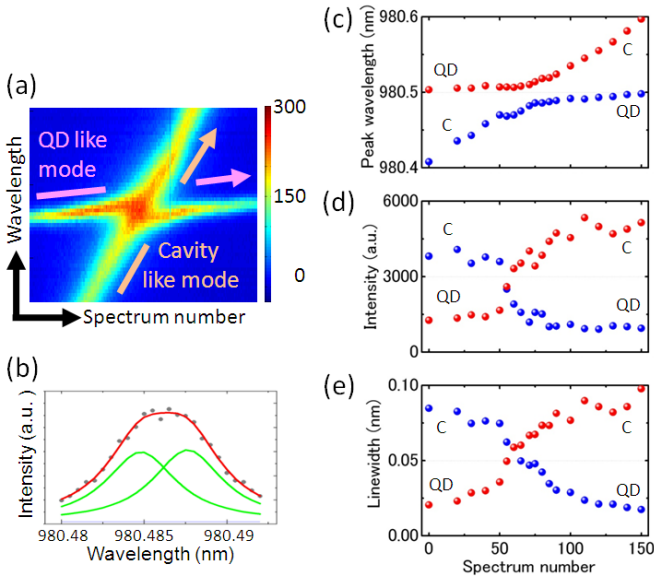 (a)
Wavelength
QD like
mode
Cavity
like mode
Spectrum number
300
150
0
(b)
Intensity (a.u.)
980.48
980.485
980.49
Wavelength (nm)
(c)
Peak wavelength (nm)
980.6
980.5
980.4
QD
C
C
QD
(d)
Intensity (a.u.)
6000
3000
0
C
QD
C
QD
(e)
Linewidth (nm)
0.10
0.05
0.00
C
QD
C
QD
0
50
100
150
Spectrum number